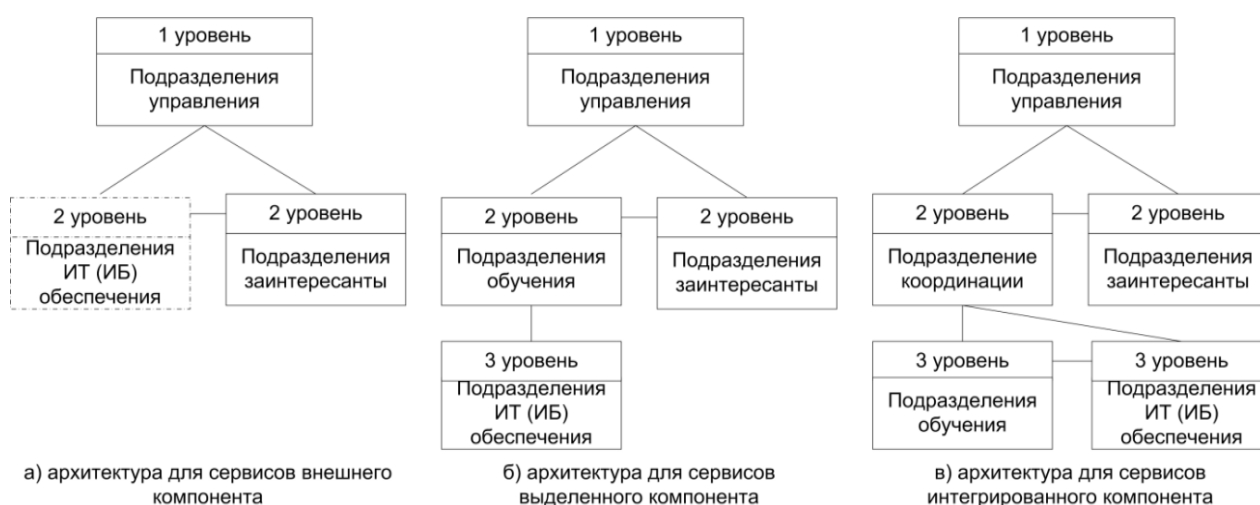 1 уровень
Подразделения
управления
2 уровень
Подразделения
ИТ (ИБ)
обеспечения
2 уровень
Подразделения
заинтересанты
а) архитектура для сервисов внешнего
компонента
1 уровень
Подразделения
управления
2 уровень
Подразделения
обучения
2 уровень
Подразделения
заинтересанты
3 уровень
Подразделения
ИТ (ИБ)
обеспечения
б) архитектура для сервисов
выделенного компонента
1 уровень
Подразделения
управления
2 уровень
Подразделение
координации
2 уровень
Подразделения
заинтересанты
3 уровень
Подразделения
обучения
3 уровень
Подразделения
ИТ (ИБ)
обеспечения
в) архитектура для сервисов
интегрированного компонента